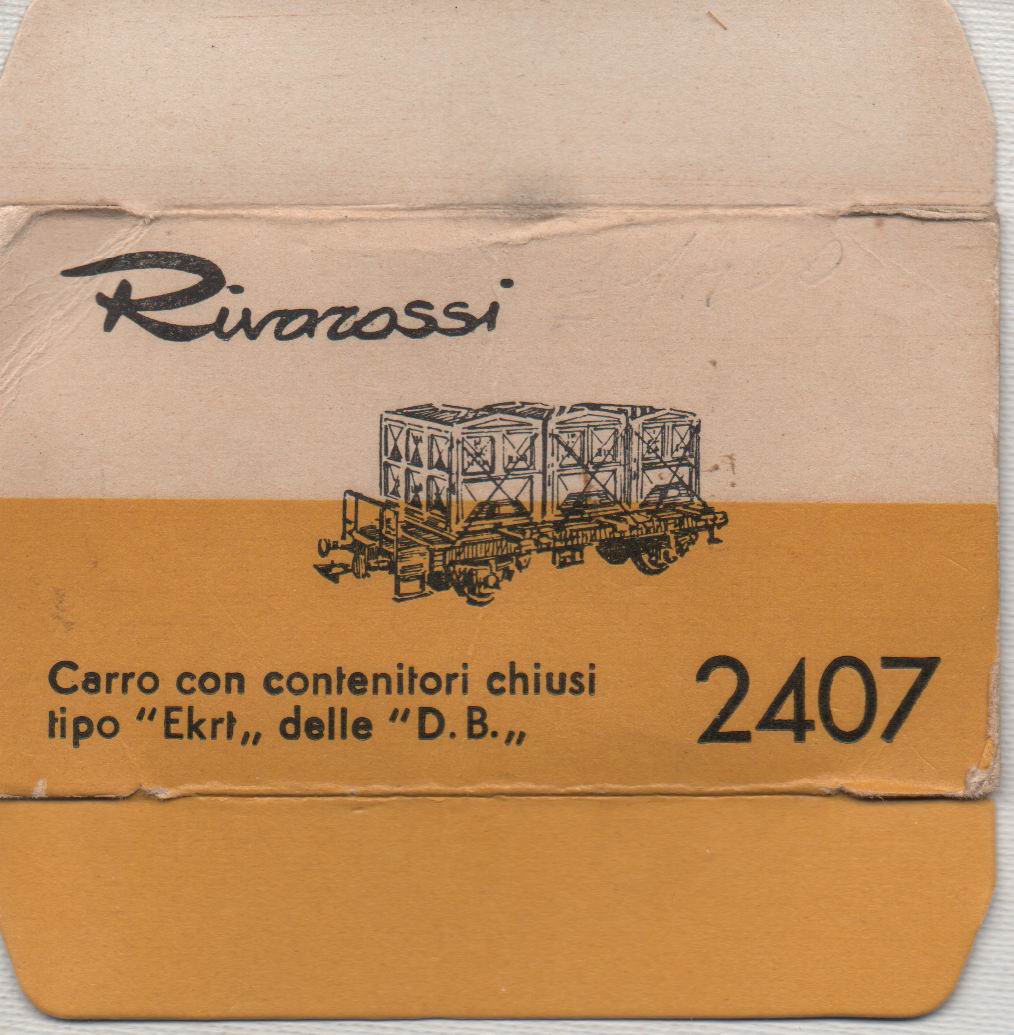 Rivarossi
Carro con contenitori chiusi
tipo “Ekrt„ delle “D.B.„
2407